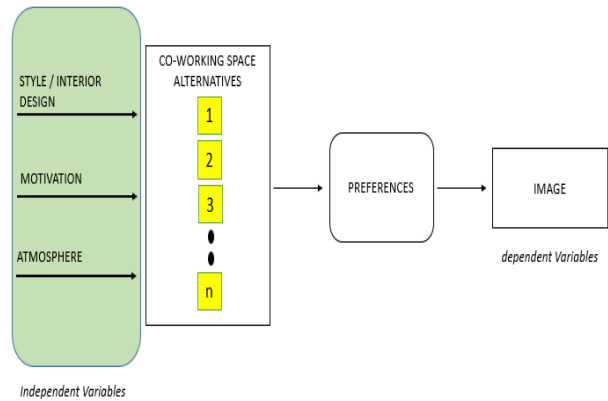 STYLE / INTERIOR
DESIGN
MOTIVATION
ATMOSPHERE
Independent Variables
CO-WORKING SPACE
ALTERNATIVES
1
2
3
n
PREFERENCES
IMAGE
dependent Variables